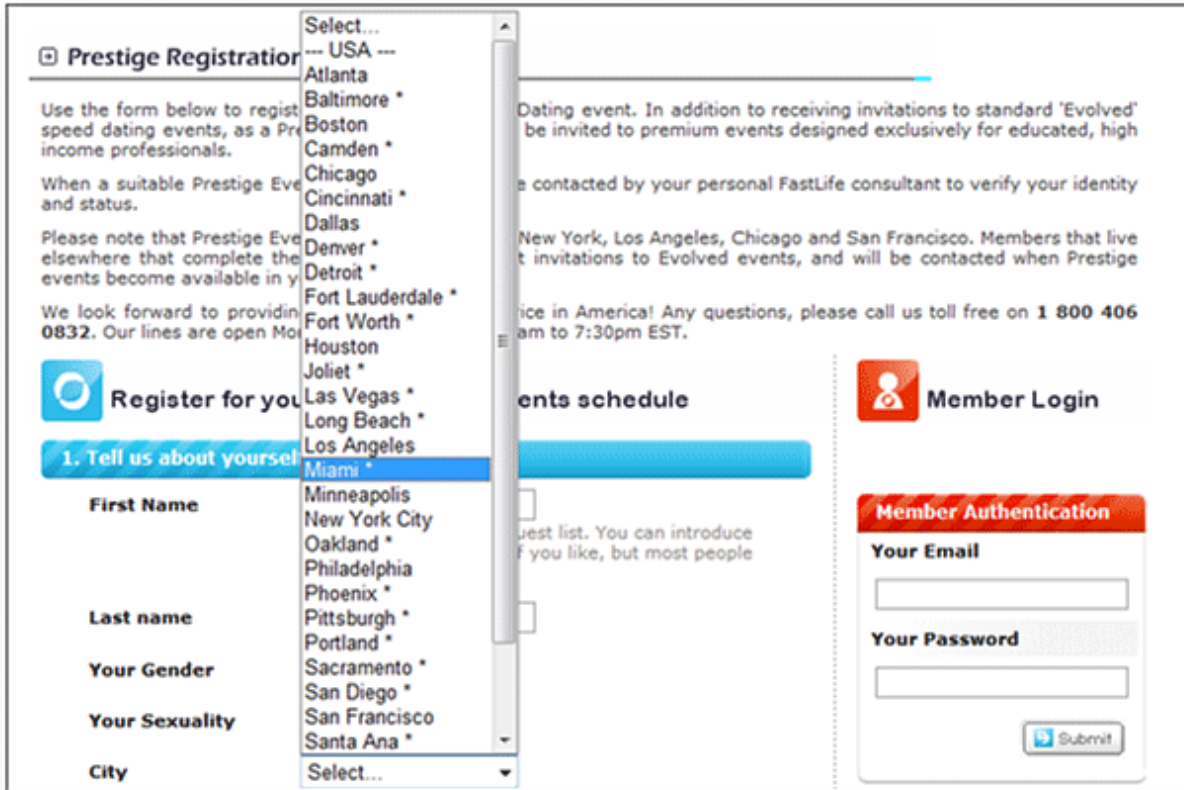 Prestige Registration
Use the form below to regist
Dating event. In addition to receiving invitations to standard 'Evolved'
speed dating events, as a Pre
be invited to premium events designed exclusively for educated, high
income professionals.
When a suitable Prestige Eve
e contacted by your personal FastLife consultant to verify your identity
and status.
Please note that Prestige Eve
New York, Los Angeles, Chicago and San Francisco. Members that live
elsewhere that complete the
t invitations to Evolved events, and will be contacted when Prestige
events become available in y
We look forward to providin
ice in America! Any questions, please call us toll free on 1 800 406
0832. Our lines are open Mo
am to 7:30pm EST.
Select...
--- USA ---
Atlanta
Baltimore *
Boston
Camden *
Chicago
Cincinnati *
Dallas
Denver *
Detroit *
Fort Lauderdale *
Fort Worth *
Houston
Joliet *
Las Vegas *
Long Beach *
Los Angeles
Miami *
Minneapolis
New York City
Oakland *
Philadelphia
Phoenix *
Pittsburgh *
Portland *
Sacramento *
San Diego *
San Francisco
Santa Ana *
Register for you
ents schedule
1. Tell us about yoursel
First Name
uest list. You can introduce
f you like, but most people
Last name
Your Gender
Your Sexuality
City
Select...
Member Login
Member Authentication
Your Email
Your Password
Submit